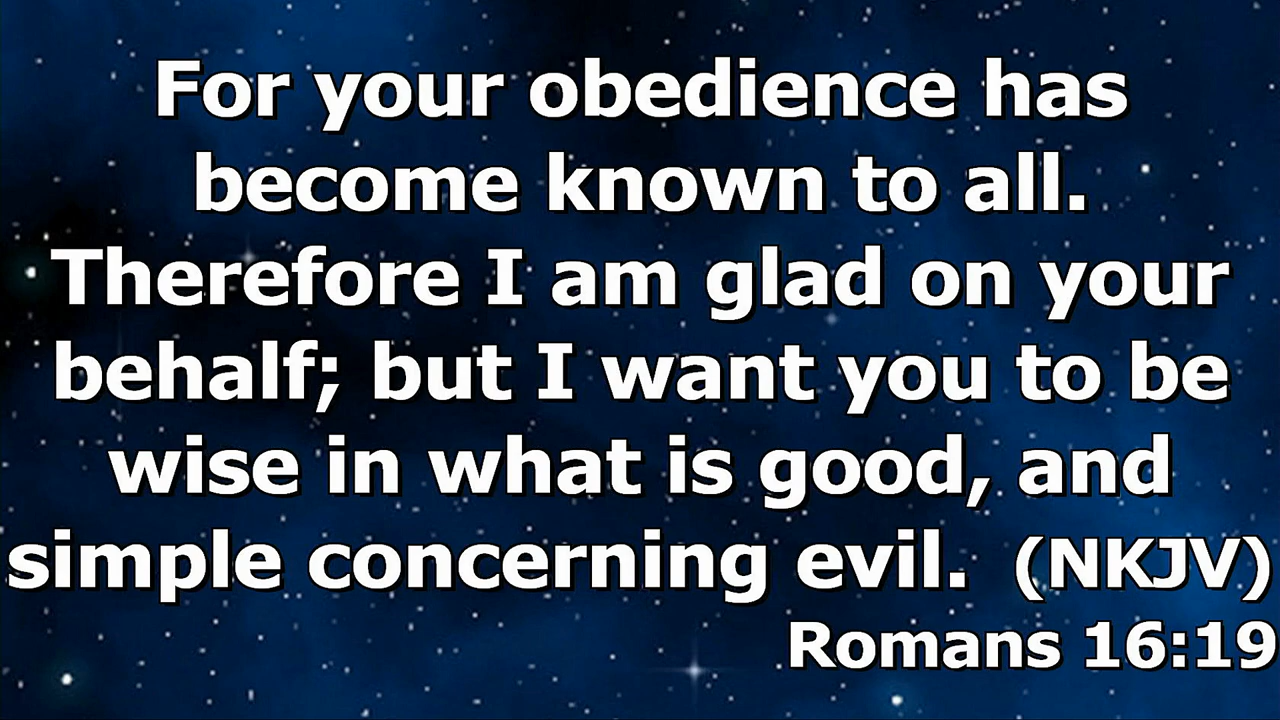 For your obedience has
become known to all.
Therefore I am glad on your
behalf; but I want you to be
wise in what is good, and
simple concerning evil.  (NKJV)
Romans 16:19